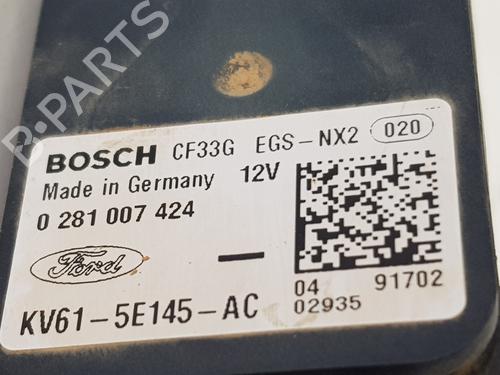 BOSCH CF33G EGS-NX2 020
Made in Germany 12V
0 281 007 424
Ford
04 91702
02935
KV61-5E145-AC
B-PARTS